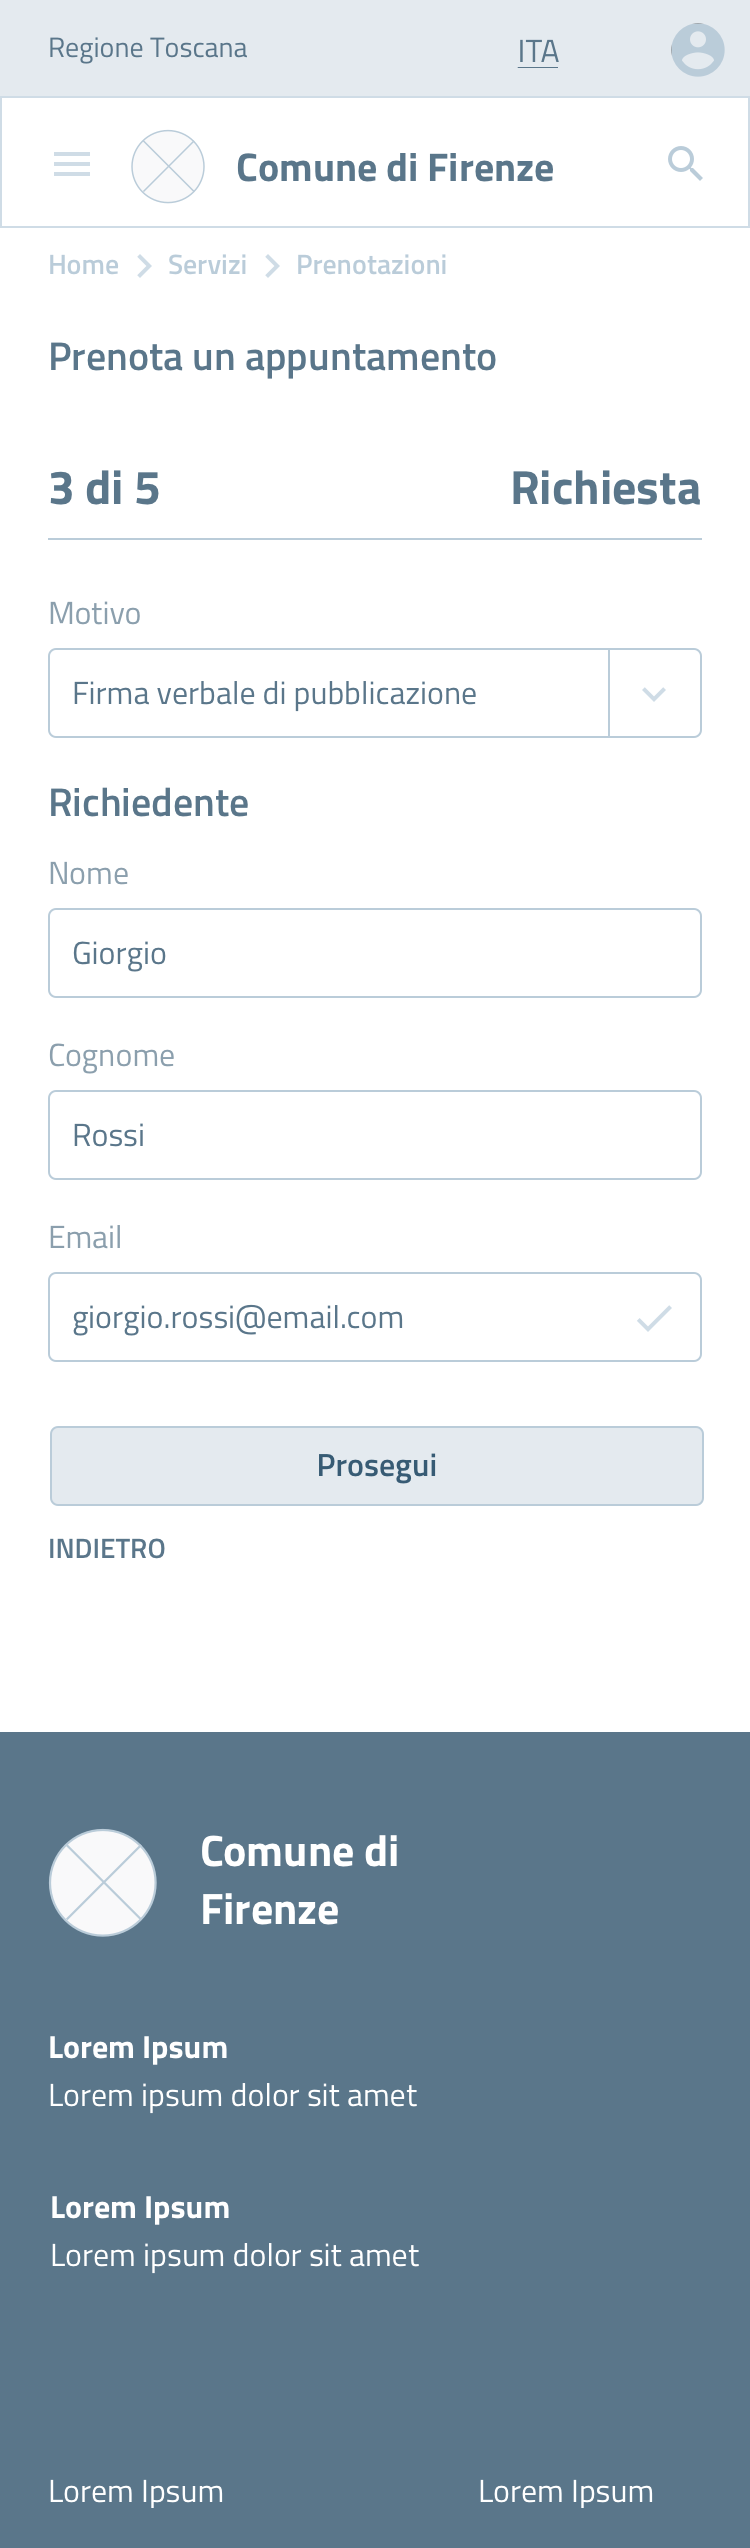 Regione Toscana ITA
Comune di Firenze
Home Servizi Prenotazioni
Prenota un appuntamento
3 di 5 Richiesta
Motivo
Firma verbale di pubblicazione
Richiedente
Nome
Giorgio
Cognome
Rossi
Email
giorgio.rossi@email.com
Prosegui
INDIETRO
Comune di
Firenze
Lorem Ipsum
Lorem ipsum dolor sit amet
Lorem Ipsum
Lorem ipsum dolor sit amet
Lorem Ipsum Lorem Ipsum